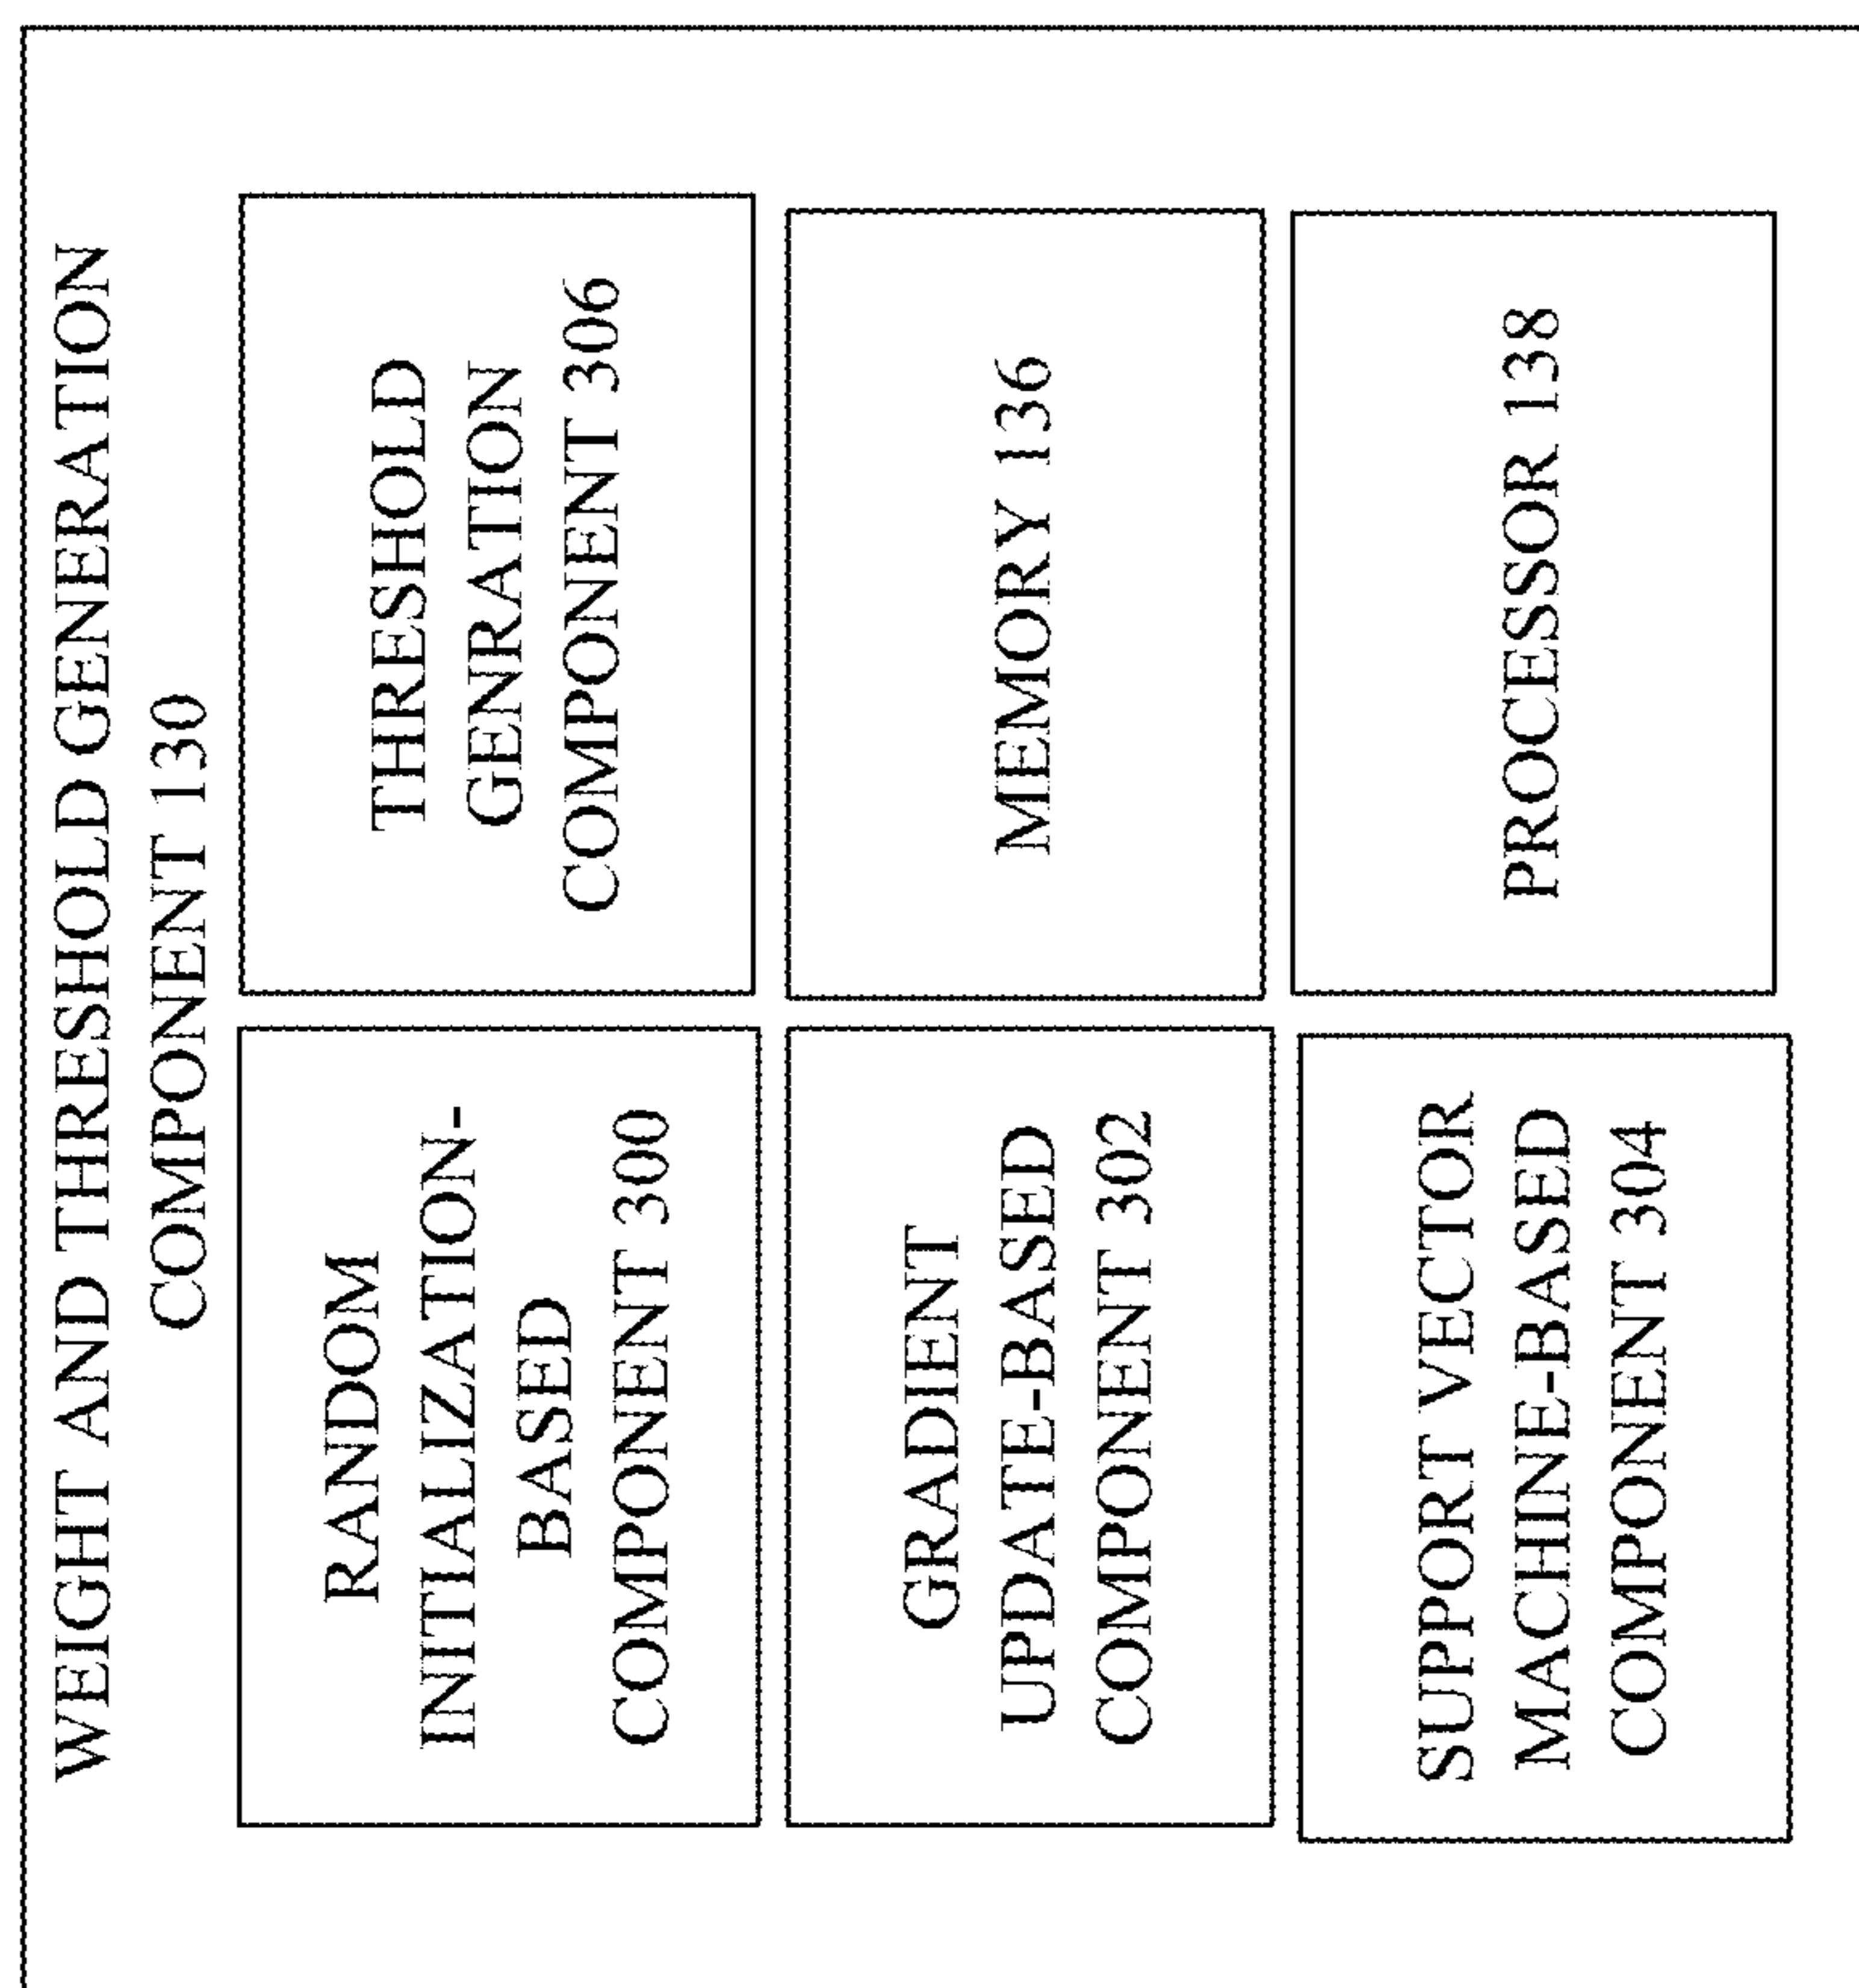 WEIGHT AND THRESHOLD GENERATION
COMPONENT 130
RANDOM
INITIALIZATION-
BASED
COMPONENT 300
THRESHOLD
GENRATION
COMPONENT 306
GRADIENT
UPDATE-BASED
COMPONENT 302
MEMORY 136
SUPPORT VECTOR
MACHINE-BASED
COMPONENT 304
PROCESSOR 138